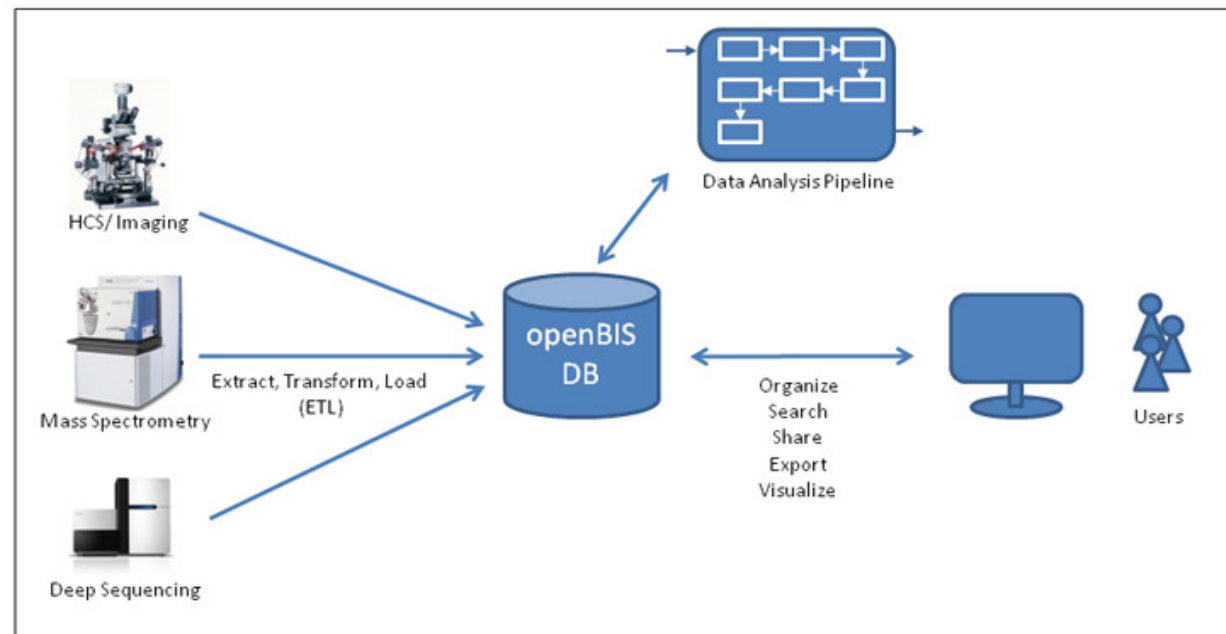 Data Analysis Pipeline
HCS/ Imaging
openBIS
DB
Extract, Transform, Load
(ETL)
Mass Spectrometry
Organize
Search
Share
Export
Visualize
Users
Deep Sequencing